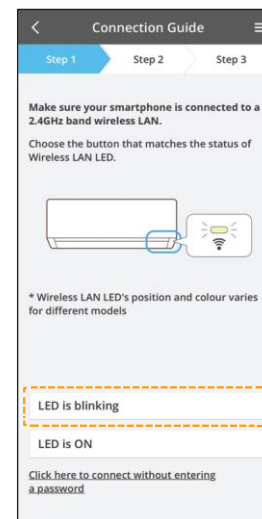 Connection Guide
Step 1
Step 2
Step 3
Make sure your smartphone is connected to a
2.4GHz band wireless LAN.
Choose the button that matches the status of
Wireless LAN LED.
* Wireless LAN LED's position and colour varies
for different models
LED is blinking
LED is ON
Click here to connect without entering
a password